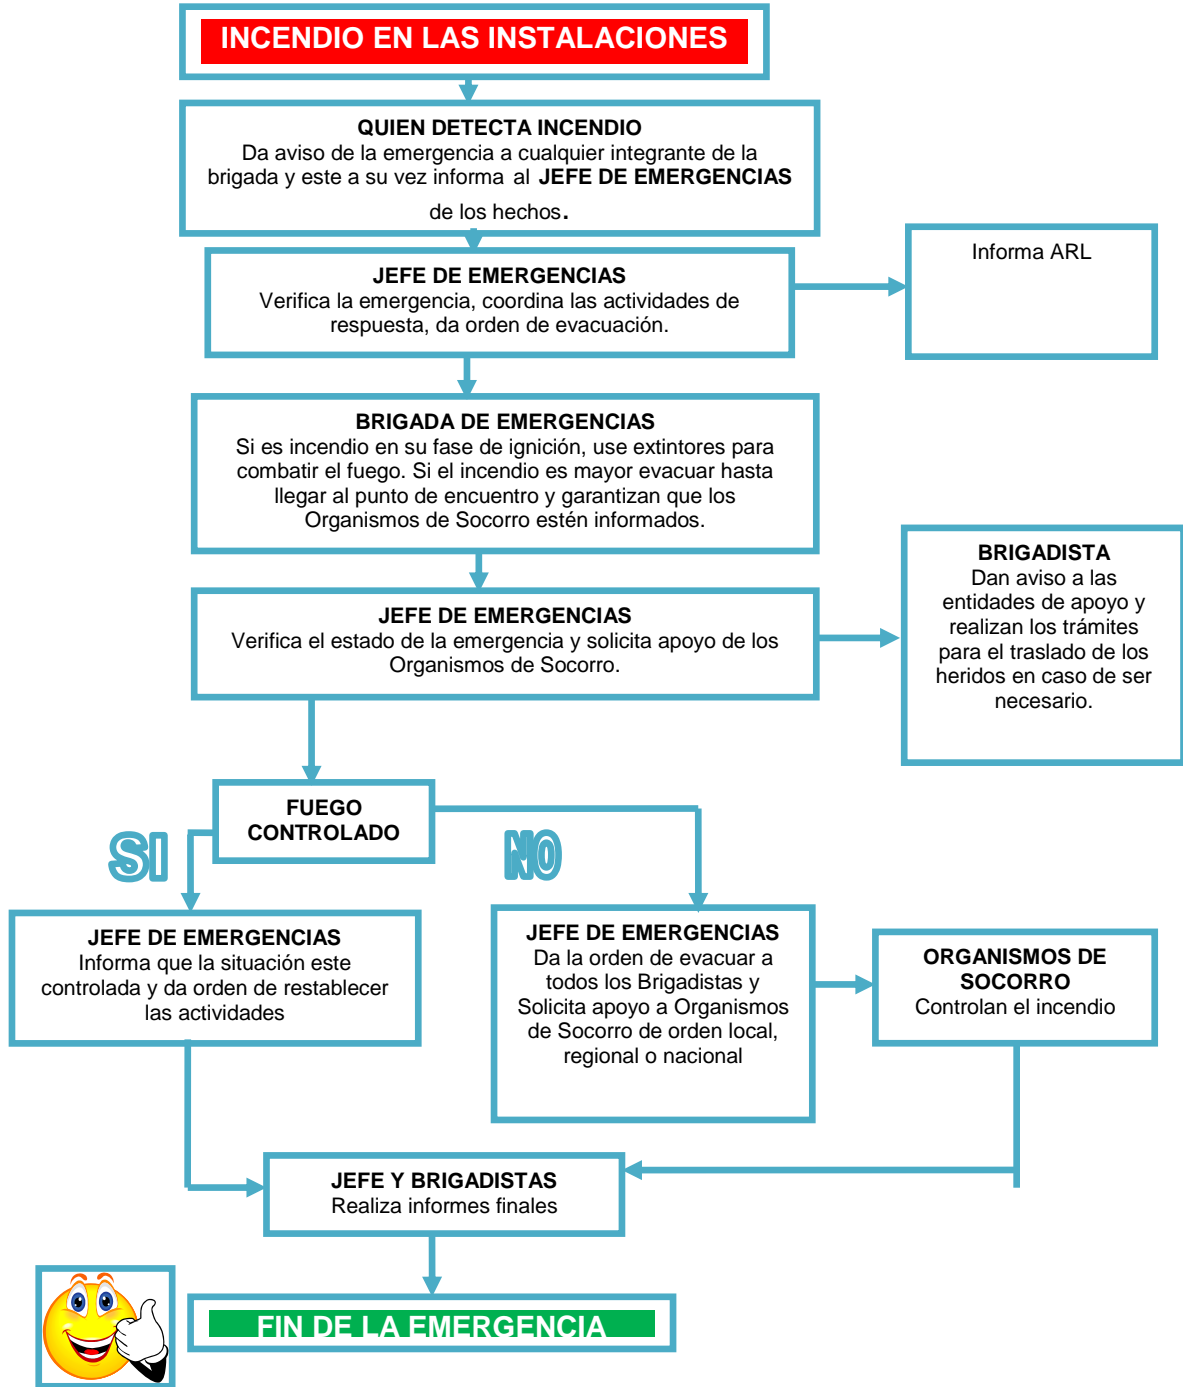 INCENDIO EN LAS INSTALACIONES
QUIEN DETECTA INCENDIO
Da aviso de la emergencia a cualquier integrante de la
brigada y este a su vez informa al JEFE DE EMERGENCIAS
de los hechos.
JEFE DE EMERGENCIAS
Verifica la emergencia, coordina las actividades de
respuesta, da orden de evacuación.
Informa ARL
BRIGADA DE EMERGENCIAS
Si es incendio en su fase de ignición, use extintores para
combatir el fuego. Si el incendio es mayor evacuar hasta
llegar al punto de encuentro y garantizan que los
Organismos de Socorro estén informados.
JEFE DE EMERGENCIAS
Verifica el estado de la emergencia y solicita apoyo de los
Organismos de Socorro.
BRIGADISTA
Dan aviso a las
entidades de apoyo y
realizan los trámites
para el traslado de los
heridos en caso de ser
necesario.
FUEGO
CONTROLADO
SI
NO
JEFE DE EMERGENCIAS
Informa que la situación este
controlada y da orden de restablecer
las actividades
JEFE DE EMERGENCIAS
Da la orden de evacuar a
todos los Brigadistas y
Solicita apoyo a Organismos
de Socorro de orden local,
regional o nacional
ORGANISMOS DE
SOCORRO
Controlan el incendio
JEFE Y BRIGADISTAS
Realiza informes finales
FIN DE LA EMERGENCIA